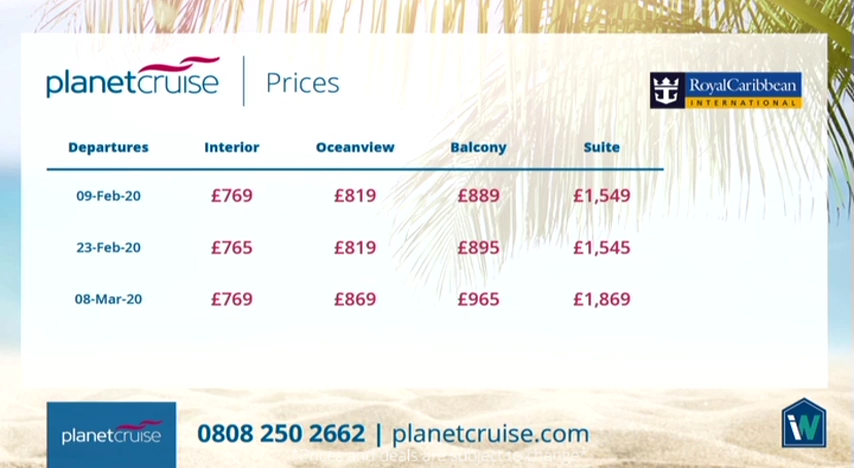 planetcruise | Prices
RoyalCaribbean
INTERNATIONAL
Departures Interior Oceanview Balcony Suite
09-Feb-20 £769 £819 £889 £1,549
23-Feb-20 £765 £819 £895 £1,545
08-Mar-20 £769 £869 £965 £1,869
planetcruise
0808 250 2662 | planetcruise.com
and deals are subject to change
iW